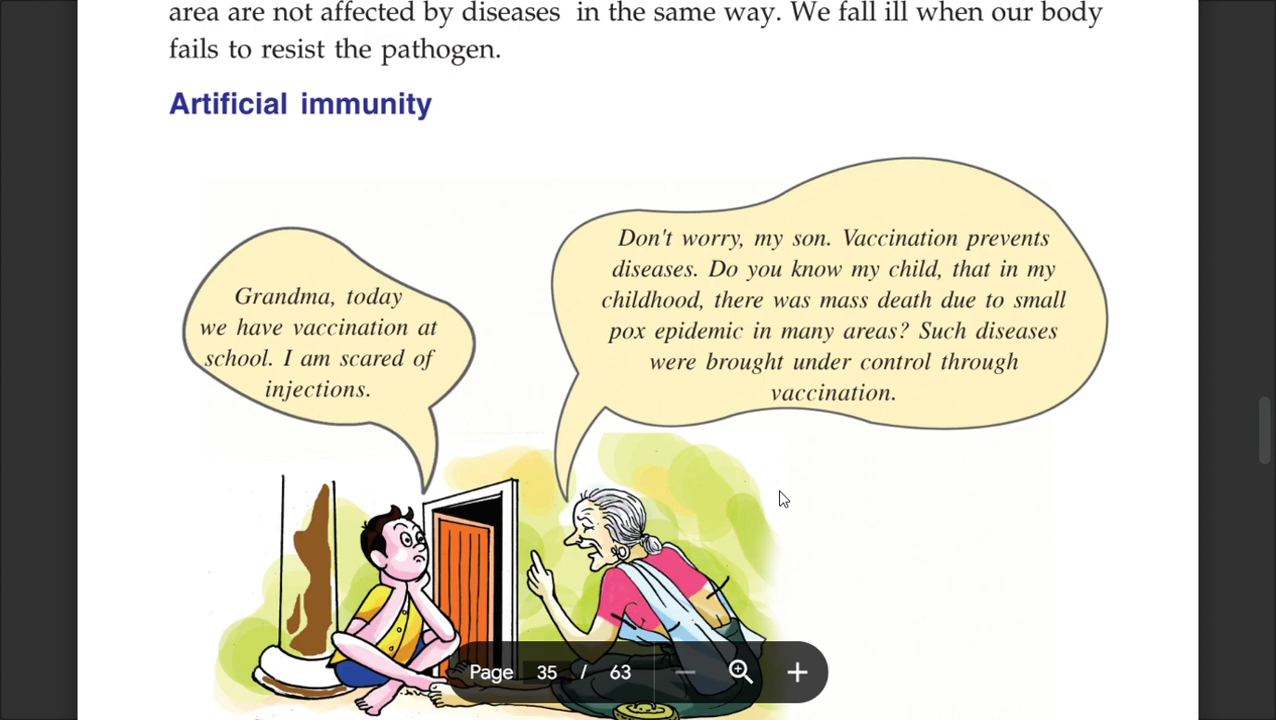 area are not affected by diseases in the same way. We fall ill when our body
fails to resist the pathogen.
Artificial immunity
Grandma, today
we have vaccination at
school. I am scared of
injections.
Don't worry, my son. Vaccination prevents
diseases. Do you know my child, that in my
childhood, there was mass death due to small
pox epidemic in many areas? Such diseases
were brought under control through
vaccination.
Page 35 / 63